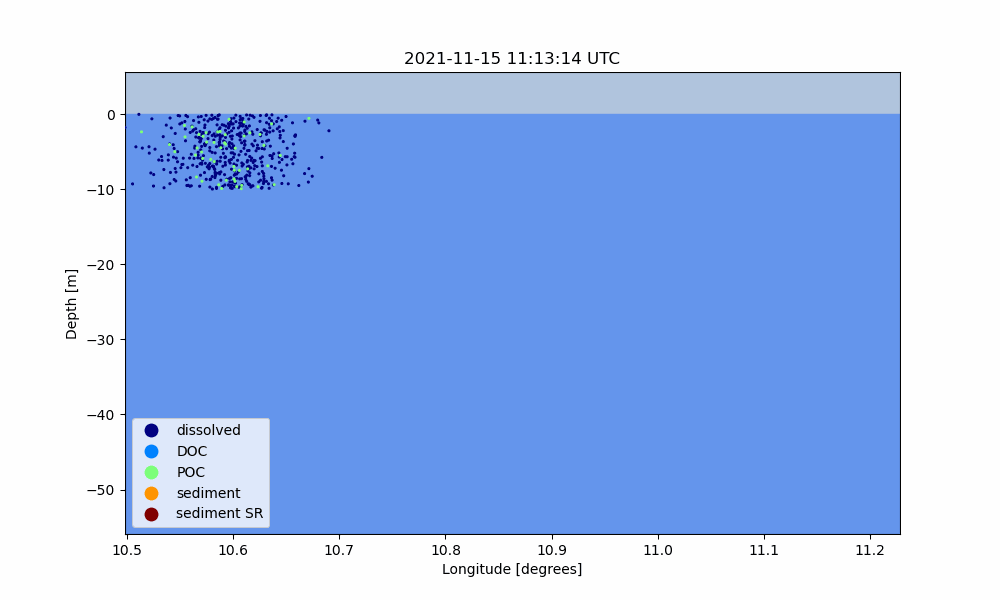 2021-11-15 11:13:14 UTC
0
−10
−20
−30
−40
−50
Depth [m]
dissolved
DOC
POC
sediment
sediment SR
10.5 10.6 10.7 10.8 10.9 11.0 11.1 11.2
Longitude [degrees]